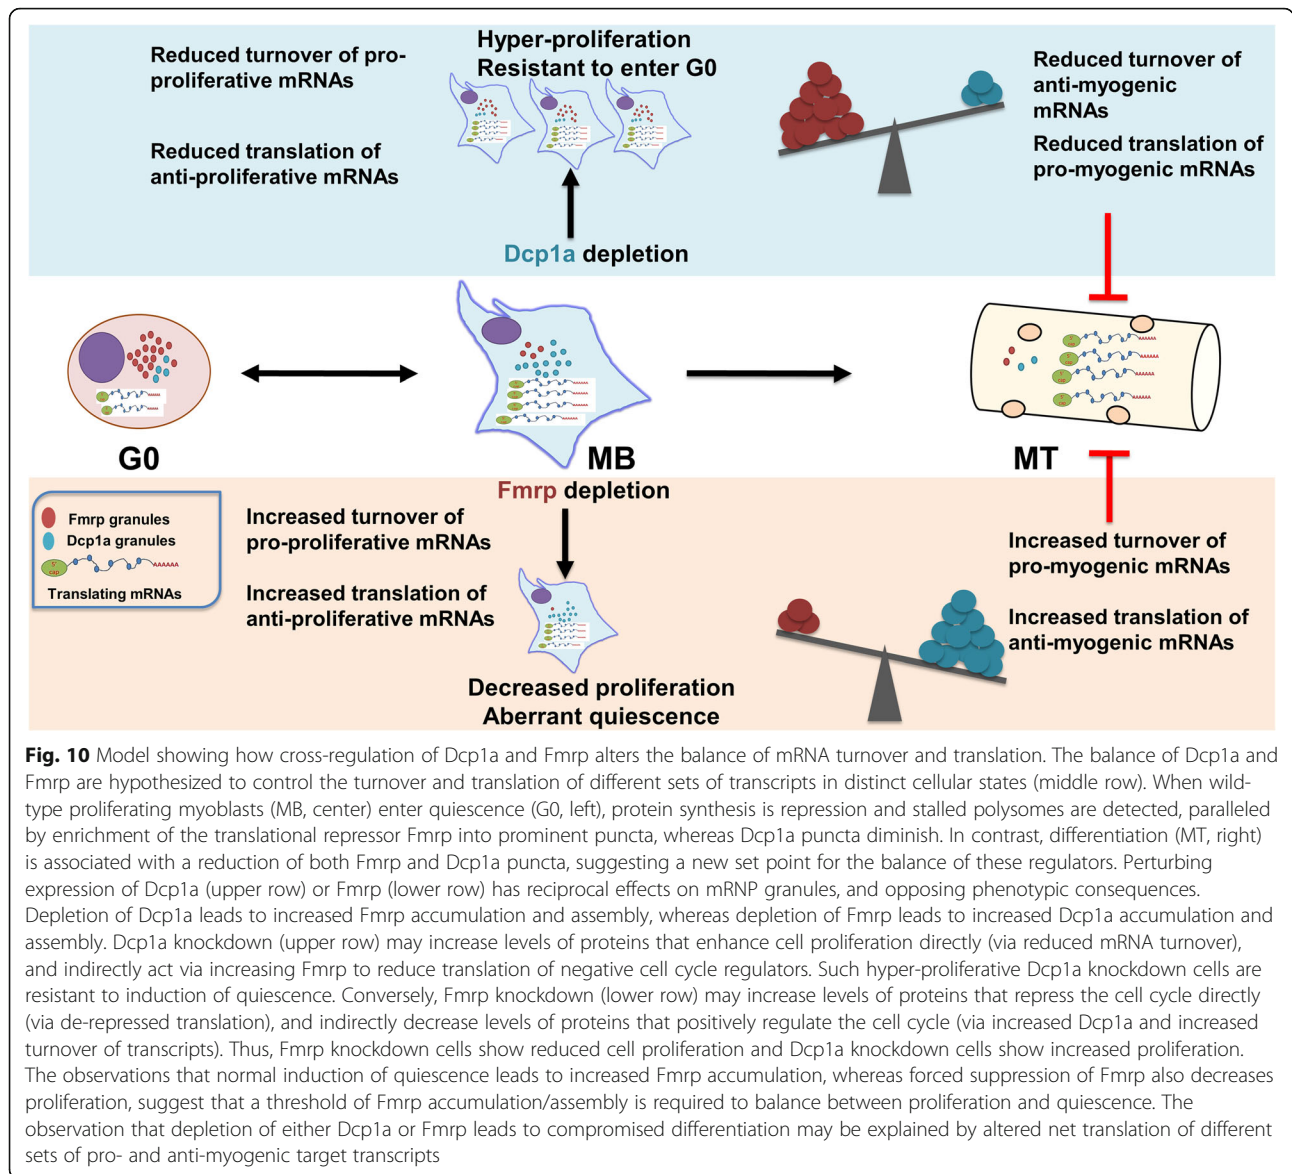 Reduced turnover of pro-
proliferative mRNAs
Reduced translation of
anti-proliferative mRNAs
Hyper-proliferation
Resistant to enter G0
Reduced turnover of
anti-myogenic
mRNAs
Reduced translation of
pro-myogenic mRNAs
Dcp1a depletion
G0
MB
MT
Fmrp depletion
Fmrp granules
Dcp1a granules
5'
cap
AAAAAA
Translating mRNAs
Increased turnover of
pro-proliferative mRNAs
Increased translation of
anti-proliferative mRNAs
Decreased proliferation
Aberrant quiescence
Increased turnover of
pro-myogenic mRNAs
Increased translation of
anti-myogenic mRNAs
Fig. 10 Model showing how cross-regulation of Dcp1a and Fmrp alters the balance of mRNA turnover and translation. The balance of Dcp1a and
Fmrp are hypothesized to control the turnover and translation of different sets of transcripts in distinct cellular states (middle row). When wild-
type proliferating myoblasts (MB, center) enter quiescence (G0, left), protein synthesis is repression and stalled polysomes are detected, paralleled
by enrichment of the translational repressor Fmrp into prominent puncta, whereas Dcp1a puncta diminish. In contrast, differentiation (MT, right)
is associated with a reduction of both Fmrp and Dcp1a puncta, suggesting a new set point for the balance of these regulators. Perturbing
expression of Dcp1a (upper row) or Fmrp (lower row) has reciprocal effects on mRNP granules, and opposing phenotypic consequences.
Depletion of Dcp1a leads to increased Fmrp accumulation and assembly, whereas depletion of Fmrp leads to increased Dcp1a accumulation and
assembly. Dcp1a knockdown (upper row) may increase levels of proteins that enhance cell proliferation directly (via reduced mRNA turnover),
and indirectly act via increasing Fmrp to reduce translation of negative cell cycle regulators. Such hyper-proliferative Dcp1a knockdown cells are
resistant to induction of quiescence. Conversely, Fmrp knockdown (lower row) may increase levels of proteins that repress the cell cycle directly
(via de-repressed translation), and indirectly decrease levels of proteins that positively regulate the cell cycle (via increased Dcp1a and increased
turnover of transcripts). Thus, Fmrp knockdown cells show reduced cell proliferation and Dcp1a knockdown cells show increased proliferation.
The observations that normal induction of quiescence leads to increased Fmrp accumulation, whereas forced suppression of Fmrp also decreases
proliferation, suggest that a threshold of Fmrp accumulation/assembly is required to balance between proliferation and quiescence. The
observation that depletion of either Dcp1a or Fmrp leads to compromised differentiation may be explained by altered net translation of different
sets of pro- and anti-myogenic target transcripts